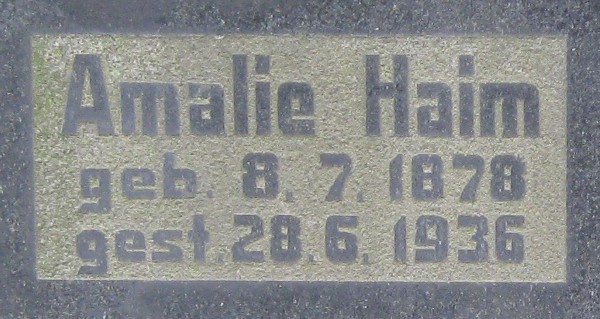 Amalie Haim
geb. 8. 7. 1878
gest. 28. 6. 1936